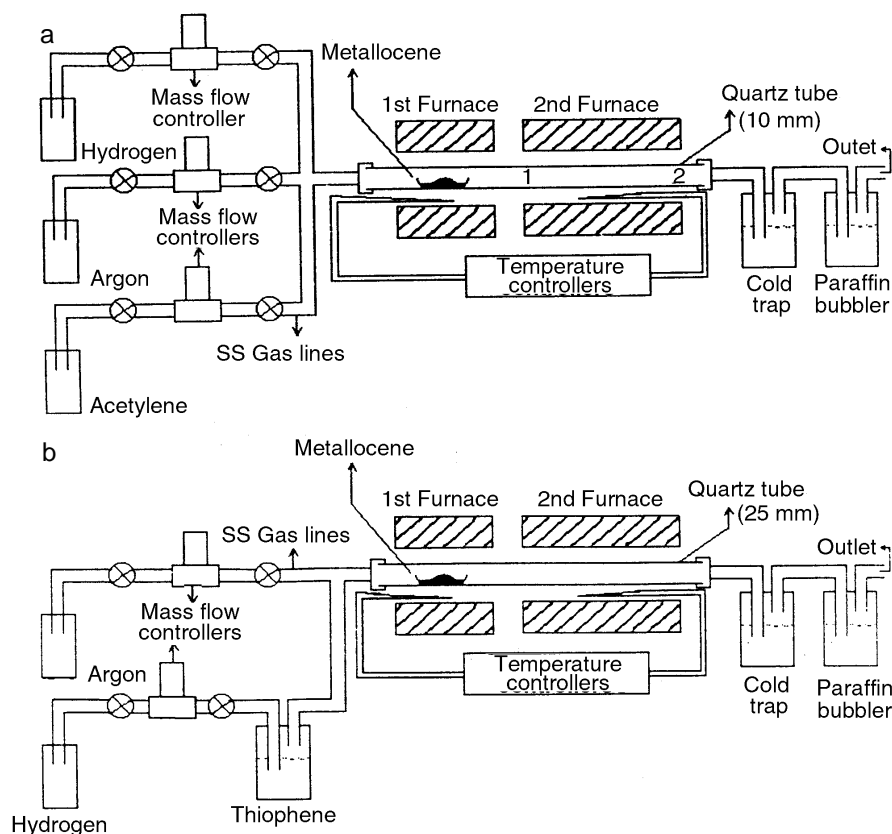 a
Metallocene
1st Furnace
2nd Furnace
Quartz tube
(10 mm)
Mass flow
controller
Hydrogen
Outet
1
2
Mass flow
controllers
Argon
Temperature
controllers
Cold
trap
Paraffin
bubbler
SS Gas lines
Acetylene
b
Metallocene
1st Furnace
2nd Furnace
Quartz tube
(25 mm)
SS Gas lines
Outlet
Mass flow
controllers
Argon
Temperature
controllers
Cold
trap
Paraffin
bubbler
Thiophene
Hydrogen